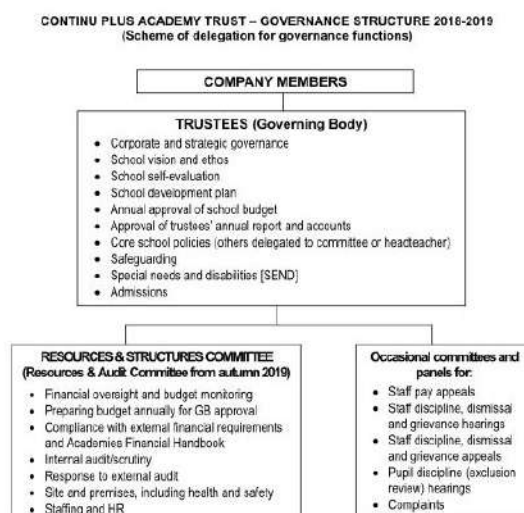 CONTINU PLUS ACADEMY TRUST – GOVERNANCE STRUCTURE 2018-2019
(Scheme of delegation for governance functions)
COMPANY MEMBERS
TRUSTEES (Governing Body)
• Corporate and strategic governance
• School vision and ethos
• School self-evaluation
• School development plan
• Annual approval of school budget
• Approval of trustees' annual report and accounts
• Core school policies (others delegated to committee or headteacher)
• Safeguarding
• Special needs and disabilities [SEND]
• Admissions
RESOURCES & STRUCTURES COMMITTEE
(Resources & Audit Committee from autumn 2019)
• Financial oversight and budget monitoring
• Preparing budget annually for GB approval
• Compliance with external financial requirements
and Academies Financial Handbook
• Internal audit/scrutiny
• Response to external audit
• Site and premises, including health and safety
• Staffing and HR
Occasional committees and
panels for:
• Staff pay appeals
• Staff discipline, dismissal
and grievance hearings
• Staff discipline, dismissal
and grievance appeals
• Pupil discipline (exclusion
review) hearings
• Complaints